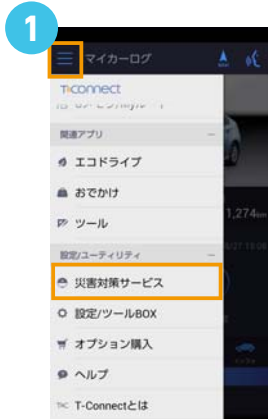 1
マイカーログ
T-Connect
関連アプリ
エコドライブ
おでかけ
ツール
1,274km
設定/ユーティリティ
災害対策サービス
設定/ツールBOX
オプション購入
ヘルプ
T-Connectとは